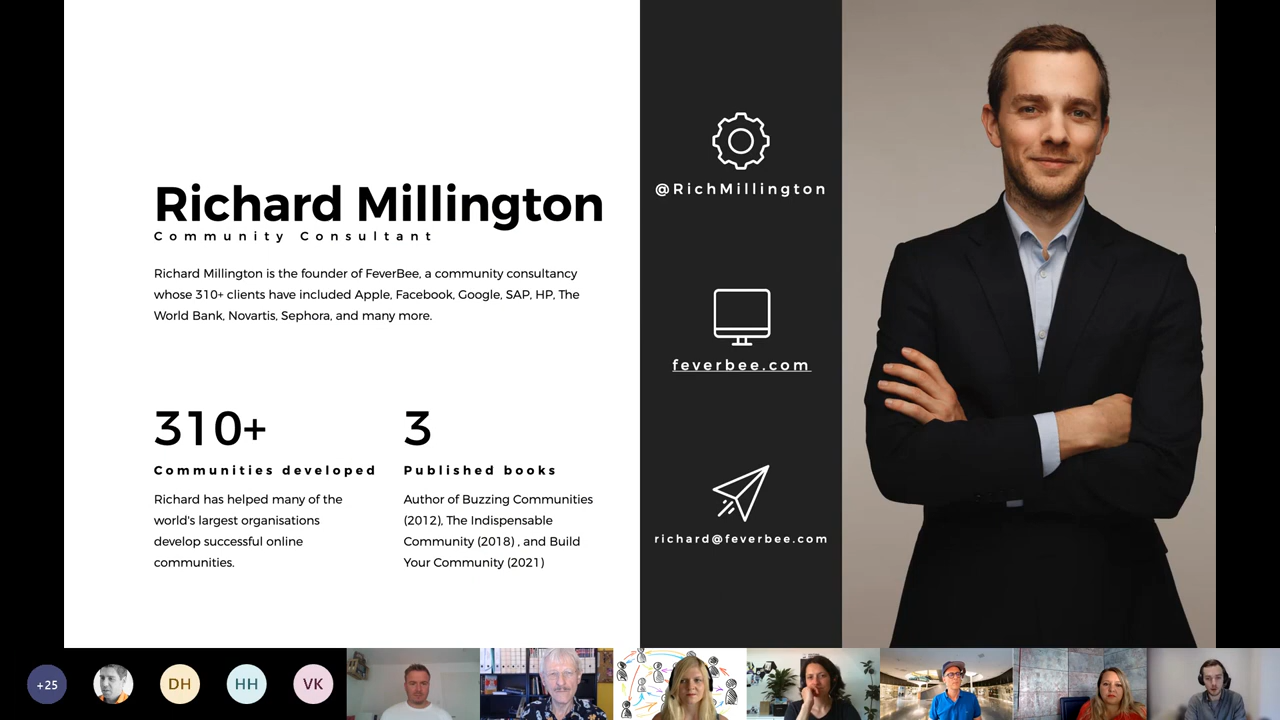 Richard Millington
Community Consultant
Richard Millington is the founder of FeverBee, a community consultancy
whose 310+ clients have included Apple, Facebook, Google, SAP, HP, The
World Bank, Novartis, Sephora, and many more.
310+
Communities developed
Richard has helped many of the
world's largest organisations
develop successful online
communities.
3
Published books
Author of Buzzing Communities
(2012), The Indispensable
Community (2018) , and Build
Your Community (2021)
@RichMillington
feverbee.com
richard@feverbee.com
+25
DH
HH
VK